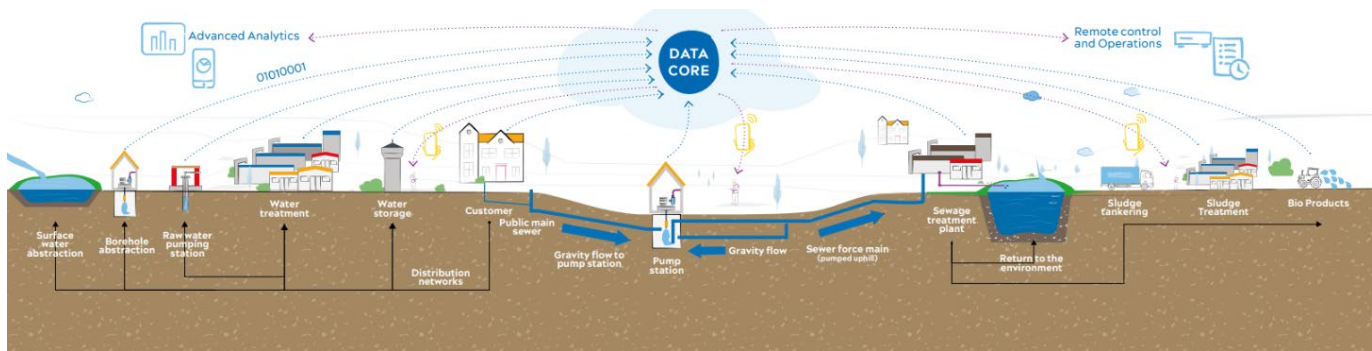 Advanced Analytics
01010001
DATA
CORE
Remote control
and Operations
Surface
water
abstraction
Borehole
abstraction
Raw water
pumping
station
Water
treatment
Water
storage
Customer
Public main
sewer
Distribution
networks
Gravity flow to
pump station
Pump
station
Gravity flow
Sewer force main
(pumped uphill)
Sewage
treatment
plant
Return to the
environment
Sludge
tankering
Sludge
Treatment
Bio Products